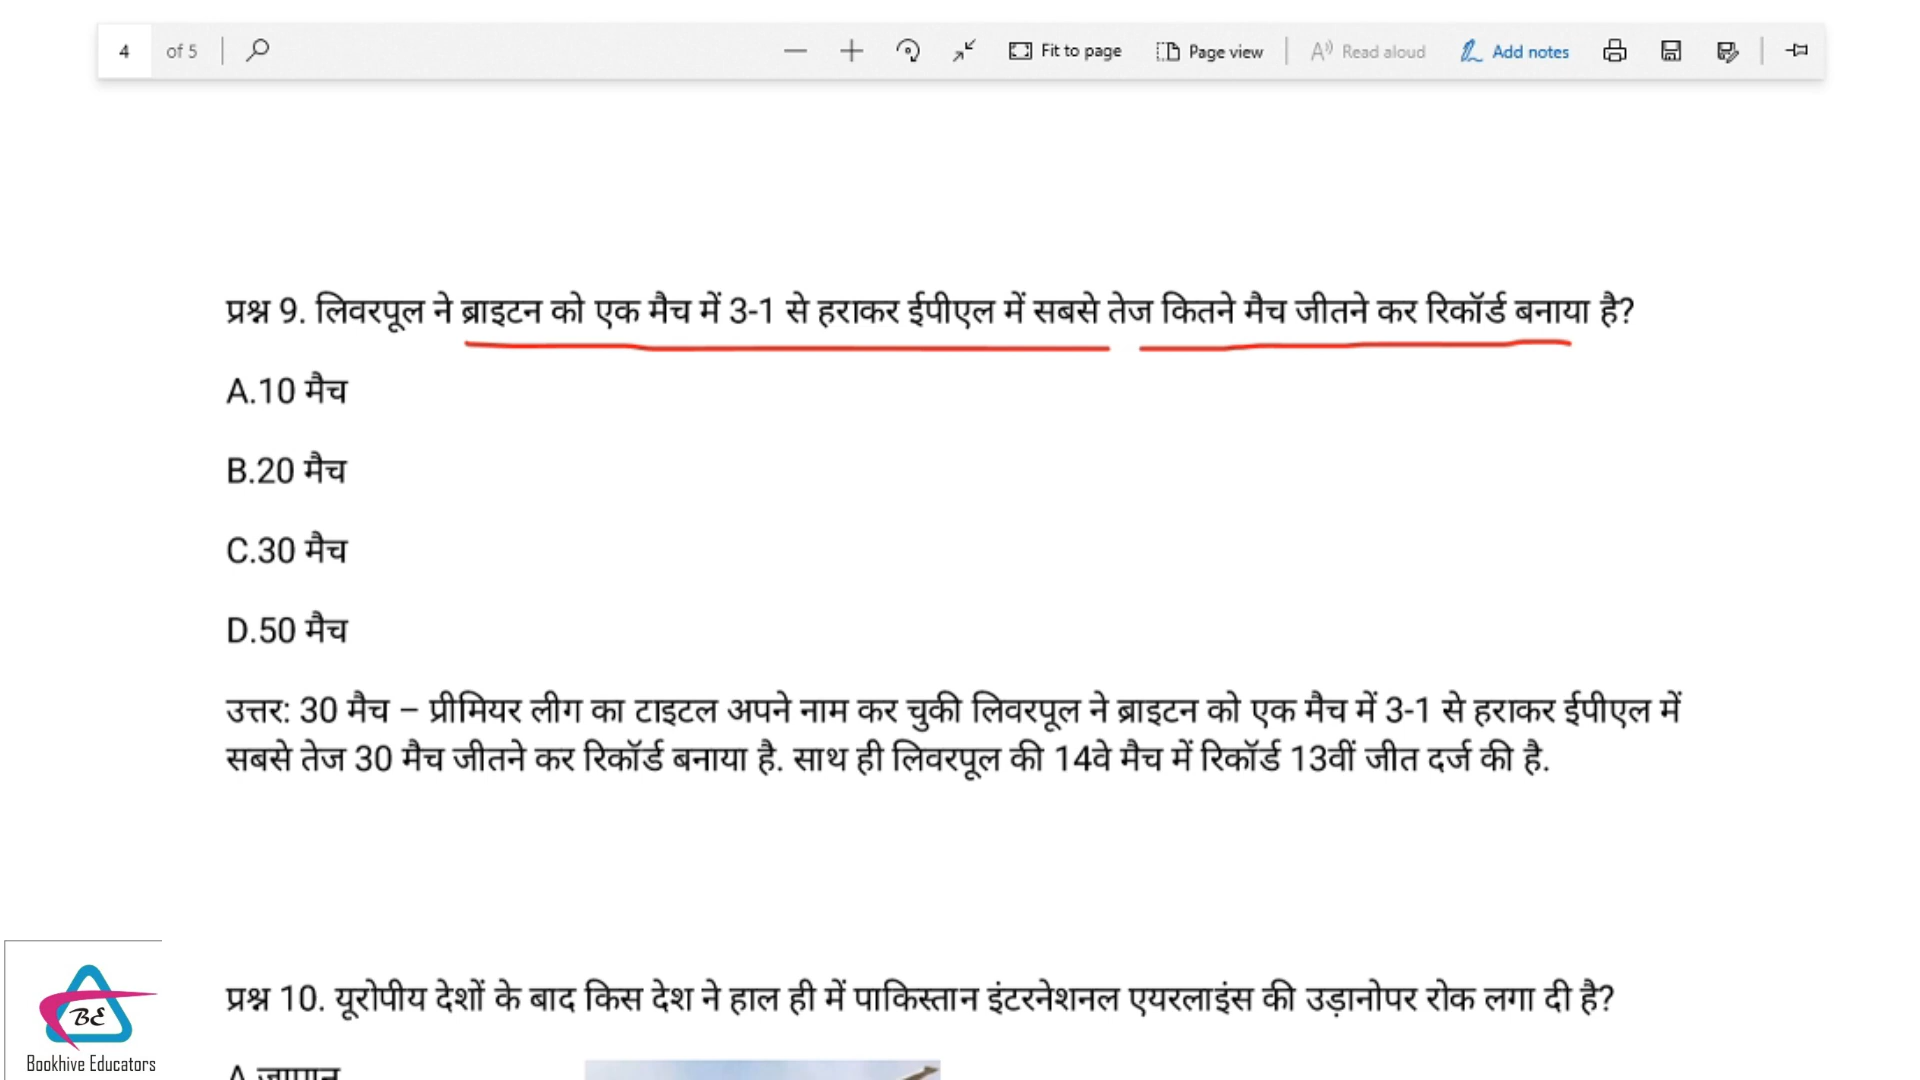 4 of 5 Fit to page Page view Read aloud Add notes
प्रश्न 9. लिवरपूल ने ब्राइटन को एक मैच में 3-1 से हराकर ईपीएल में सबसे तेज कितने मैच जीतने कर रिकॉर्ड बनाया है?
A.10 मैच
B.20 मैच
C.30 मैच
D.50 मैच
उत्तर: 30 मैच – प्रीमियर लीग का टाइटल अपने नाम कर चुकी लिवरपूल ने ब्राइटन को एक मैच में 3-1 से हराकर ईपीएल में
सबसे तेज 30 मैच जीतने कर रिकॉर्ड बनाया है. साथ ही लिवरपूल की 14वे मैच में रिकॉर्ड 13वीं जीत दर्ज की है.
प्रश्न 10. यूरोपीय देशों के बाद किस देश ने हाल ही में पाकिस्तान इंटरनेशनल एयरलाइंस की उड़ानोपर रोक लगा दी है?
BE
Bookhive Educators
A.जापान